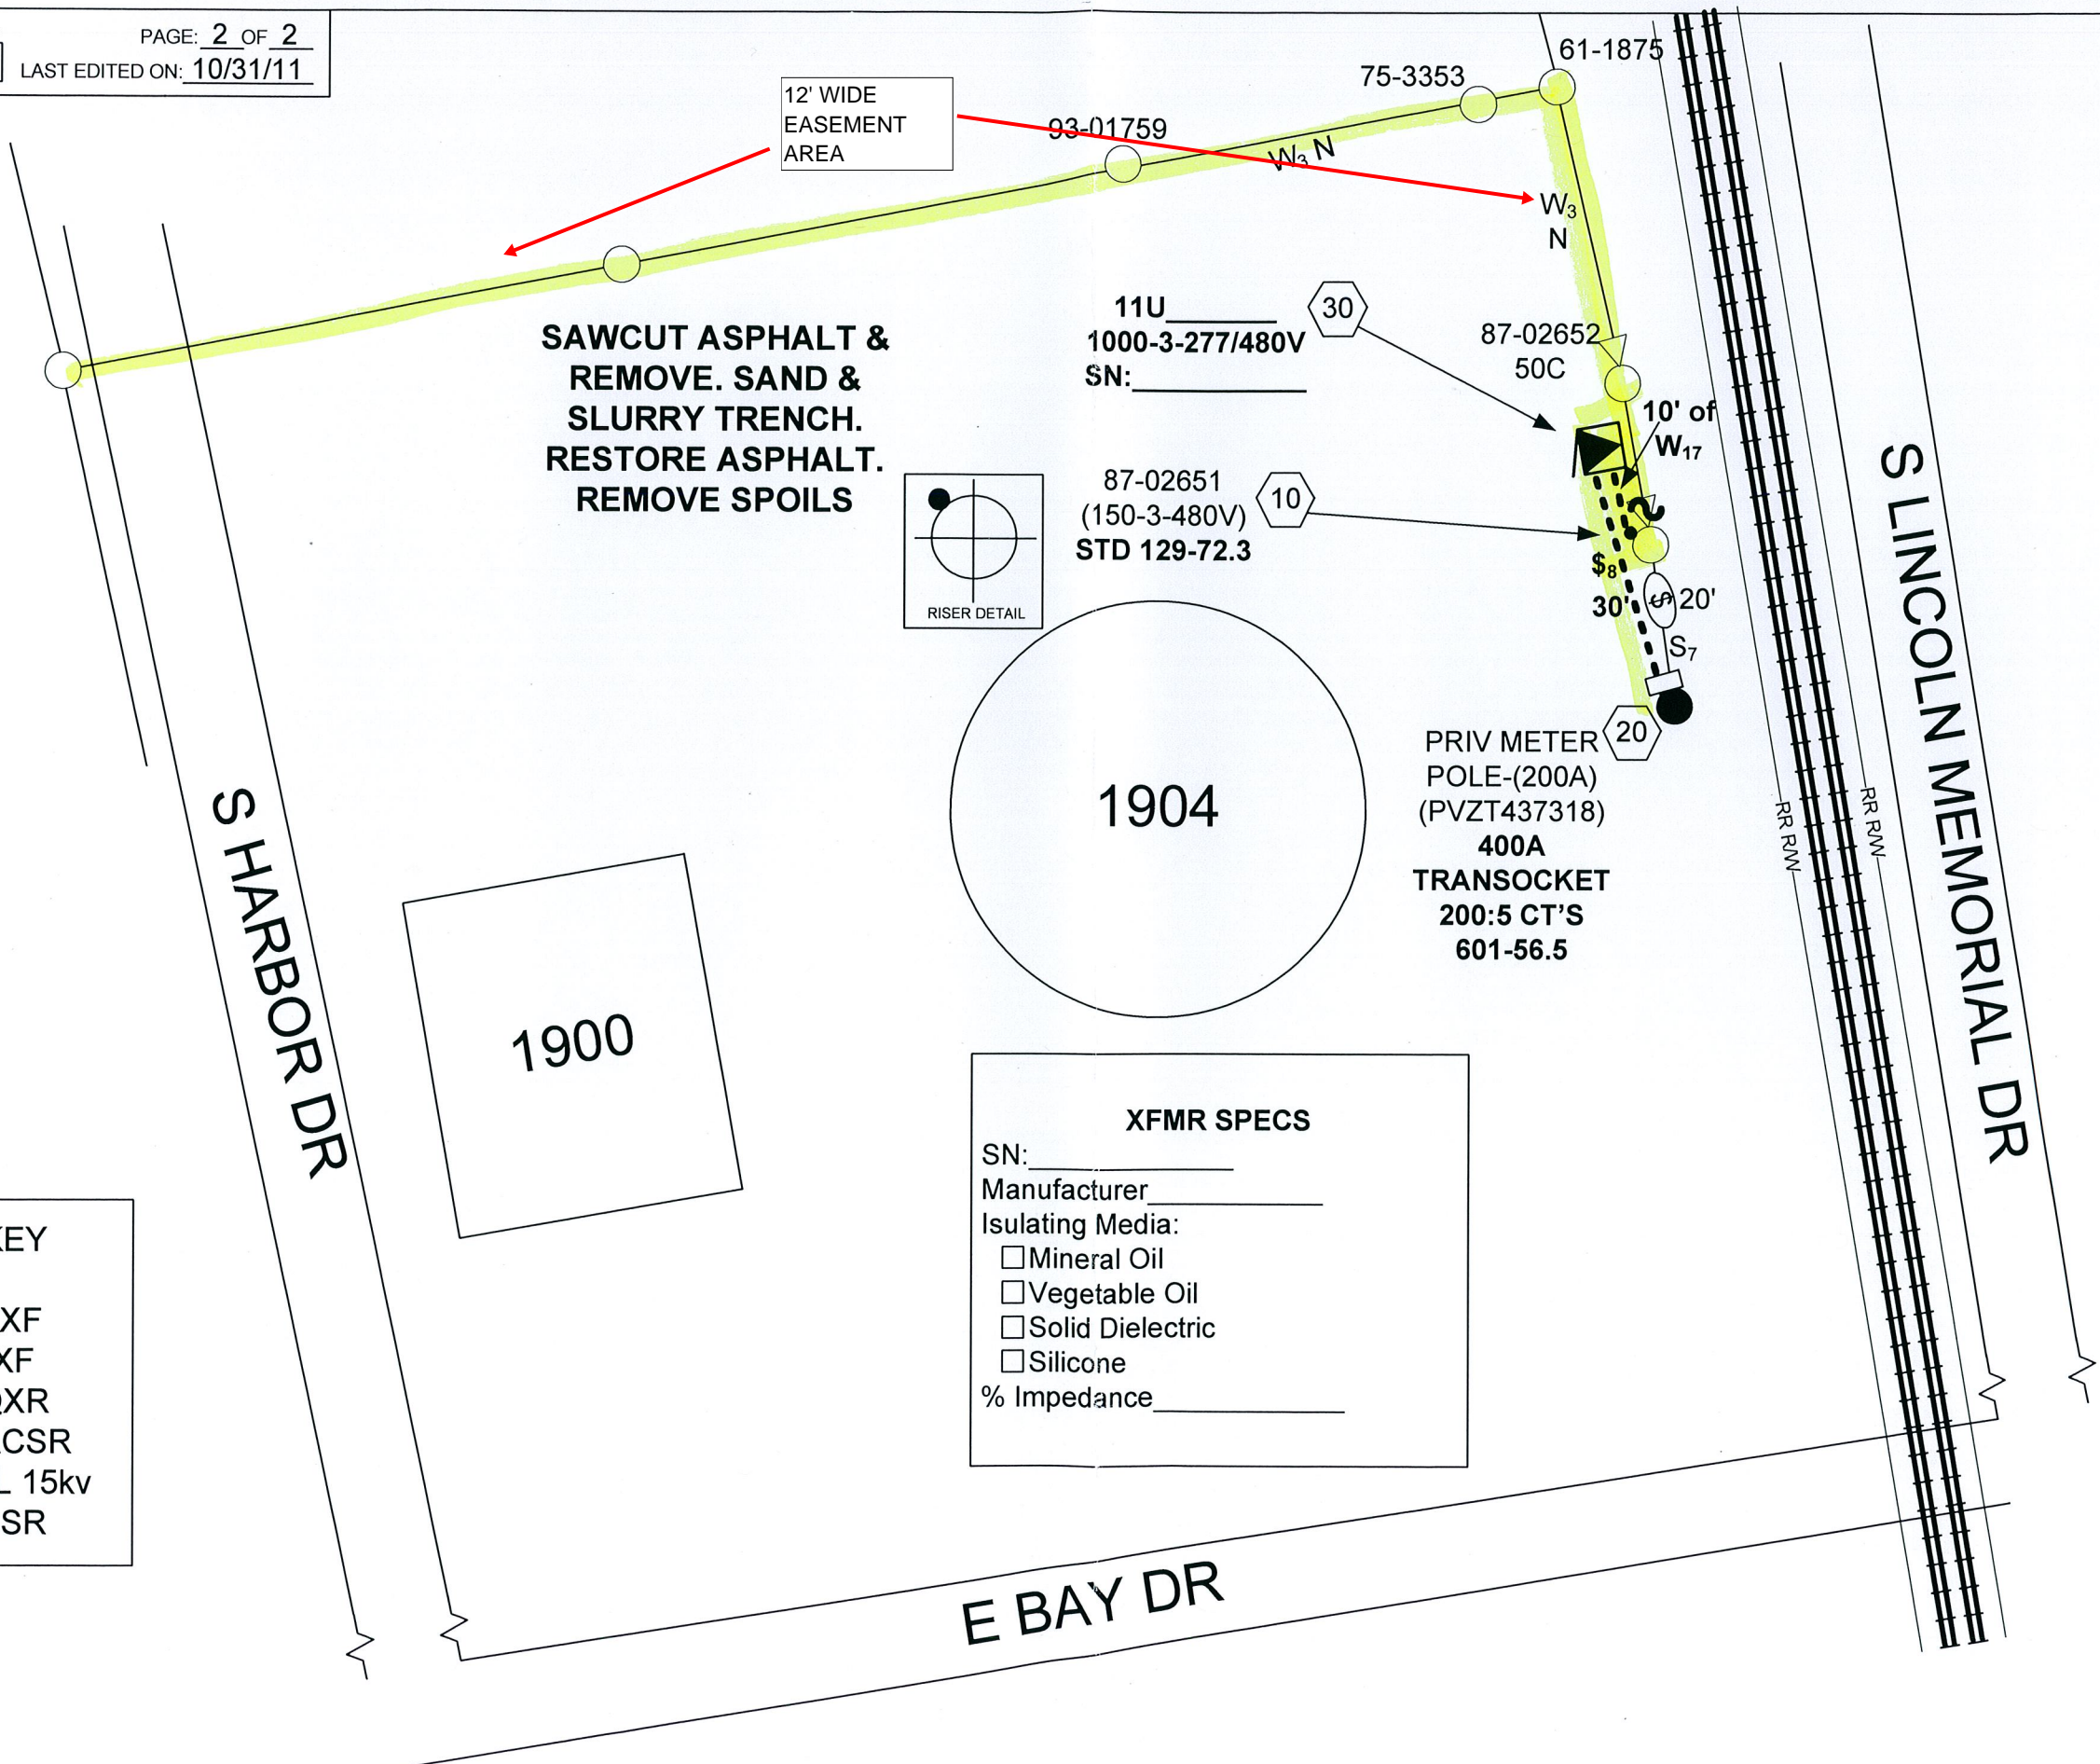 PAGE: 2 OF 2
LAST EDITED ON: 10/31/11
12' WIDE
EASEMENT
AREA
93-01759
75-3353
61-1875
W3 N
W3
N
SAWCUT ASPHALT &
REMOVE. SAND &
SLURRY TRENCH.
RESTORE ASPHALT.
REMOVE SPOILS
11U
1000-3-277/480V
SN:
30
87-02652
50C
10' of
W17
87-02651
(150-3-480V)
STD 129-72.3
10
RISER DETAIL
$8
30'
$
20'
S7
20
PRIV METER
POLE-(200A)
(PVZT437318)
400A
TRANSOCKET
200:5 CT'S
601-56.5
1904
1900
S HARBOR DR
S LINCOLN MEMORIAL DR
RR R/W
RR R/W
XFMR SPECS
SN:
Manufacturer
Isulating Media:
Mineral Oil
Vegetable Oil
Solid Dielectric
Silicone
% Impedance
KEY
XF
XF
QXR
CSR
L 15kv
SR
E BAY DR